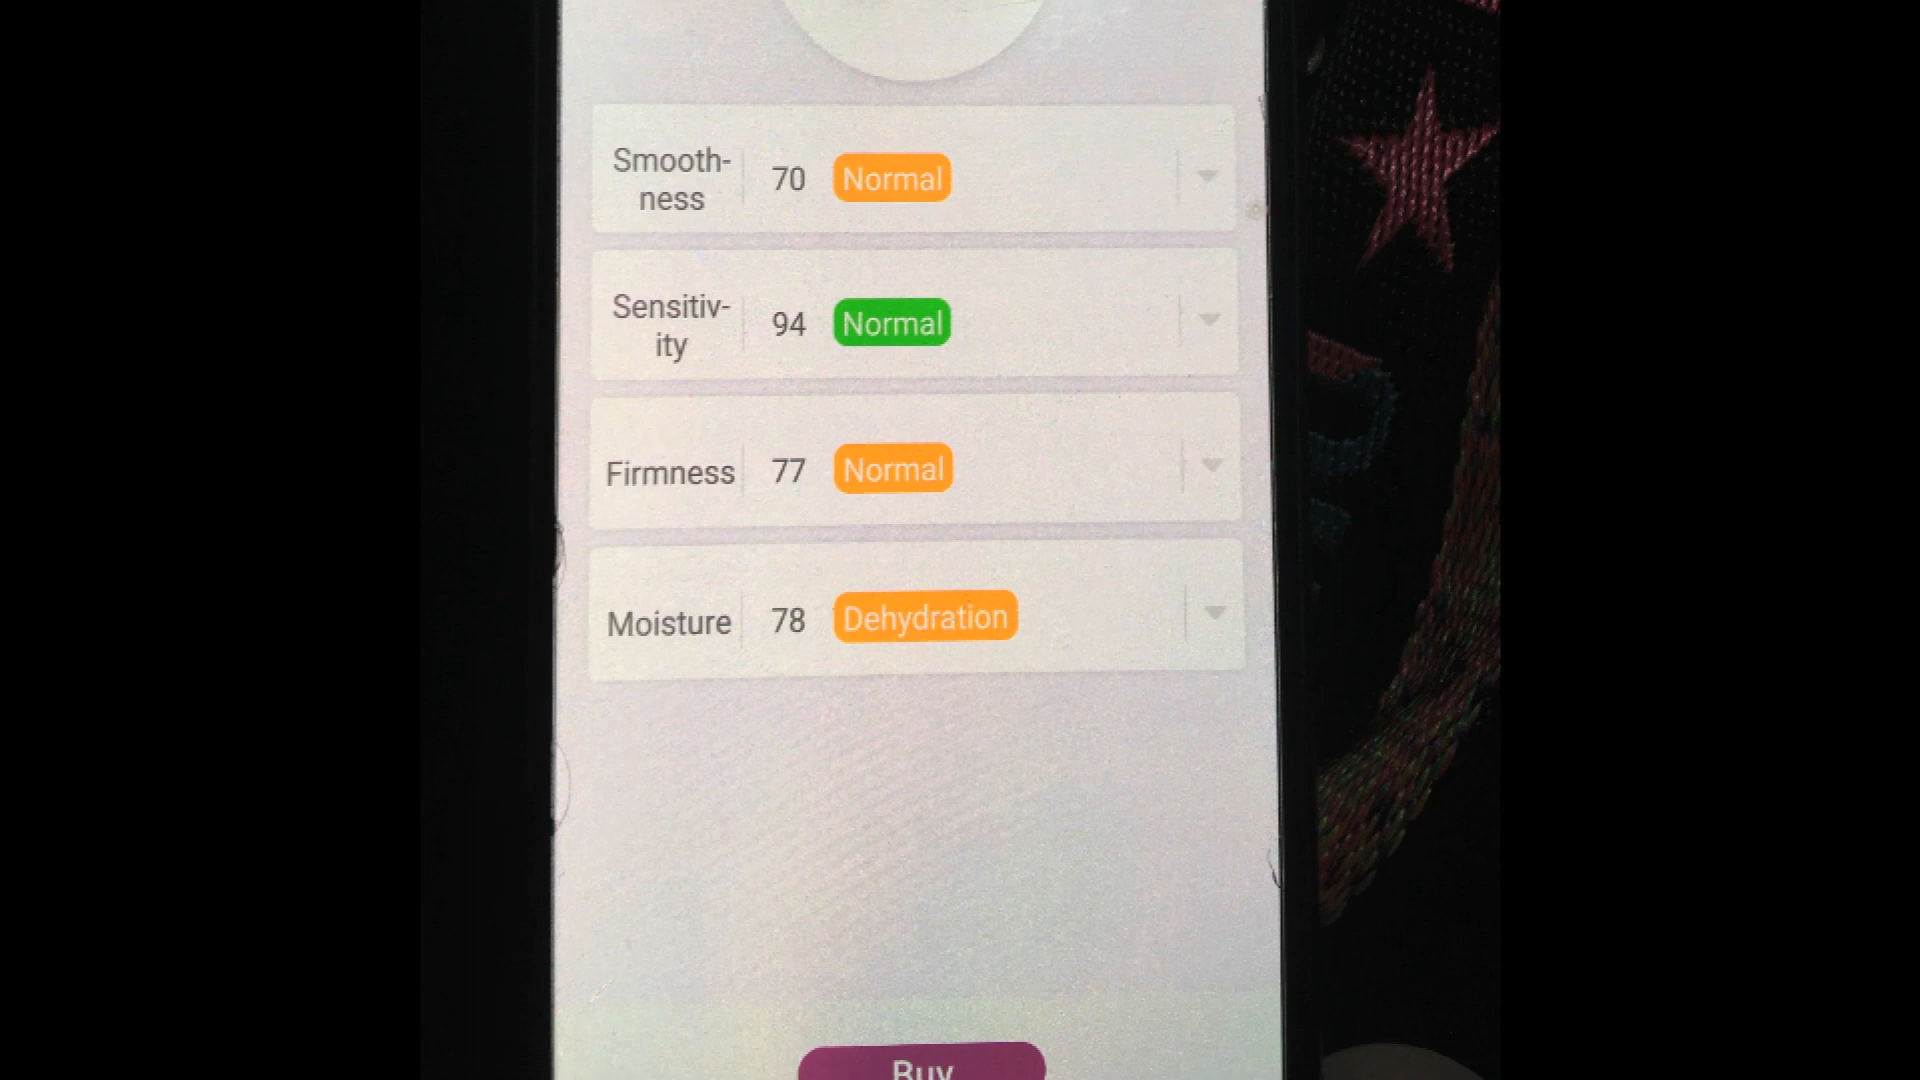 Smooth-
ness
70 Normal
Sensitiv-
ity
94 Normal
Firmness 77 Normal
Moisture 78 Dehydration
Buy